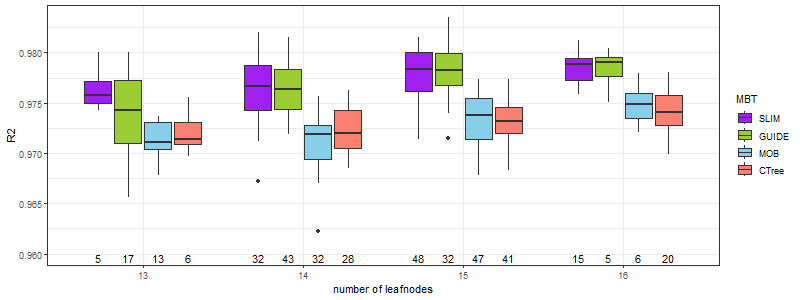 R2
0.980
0.975
0.970
0.965
0.960
5 17 13 6 32 43 32 28 48 32 47 41 15 5 6 20
13 14 15 16
number of leafnodes
MBT
SLIM
GUIDE
MOB
CTree